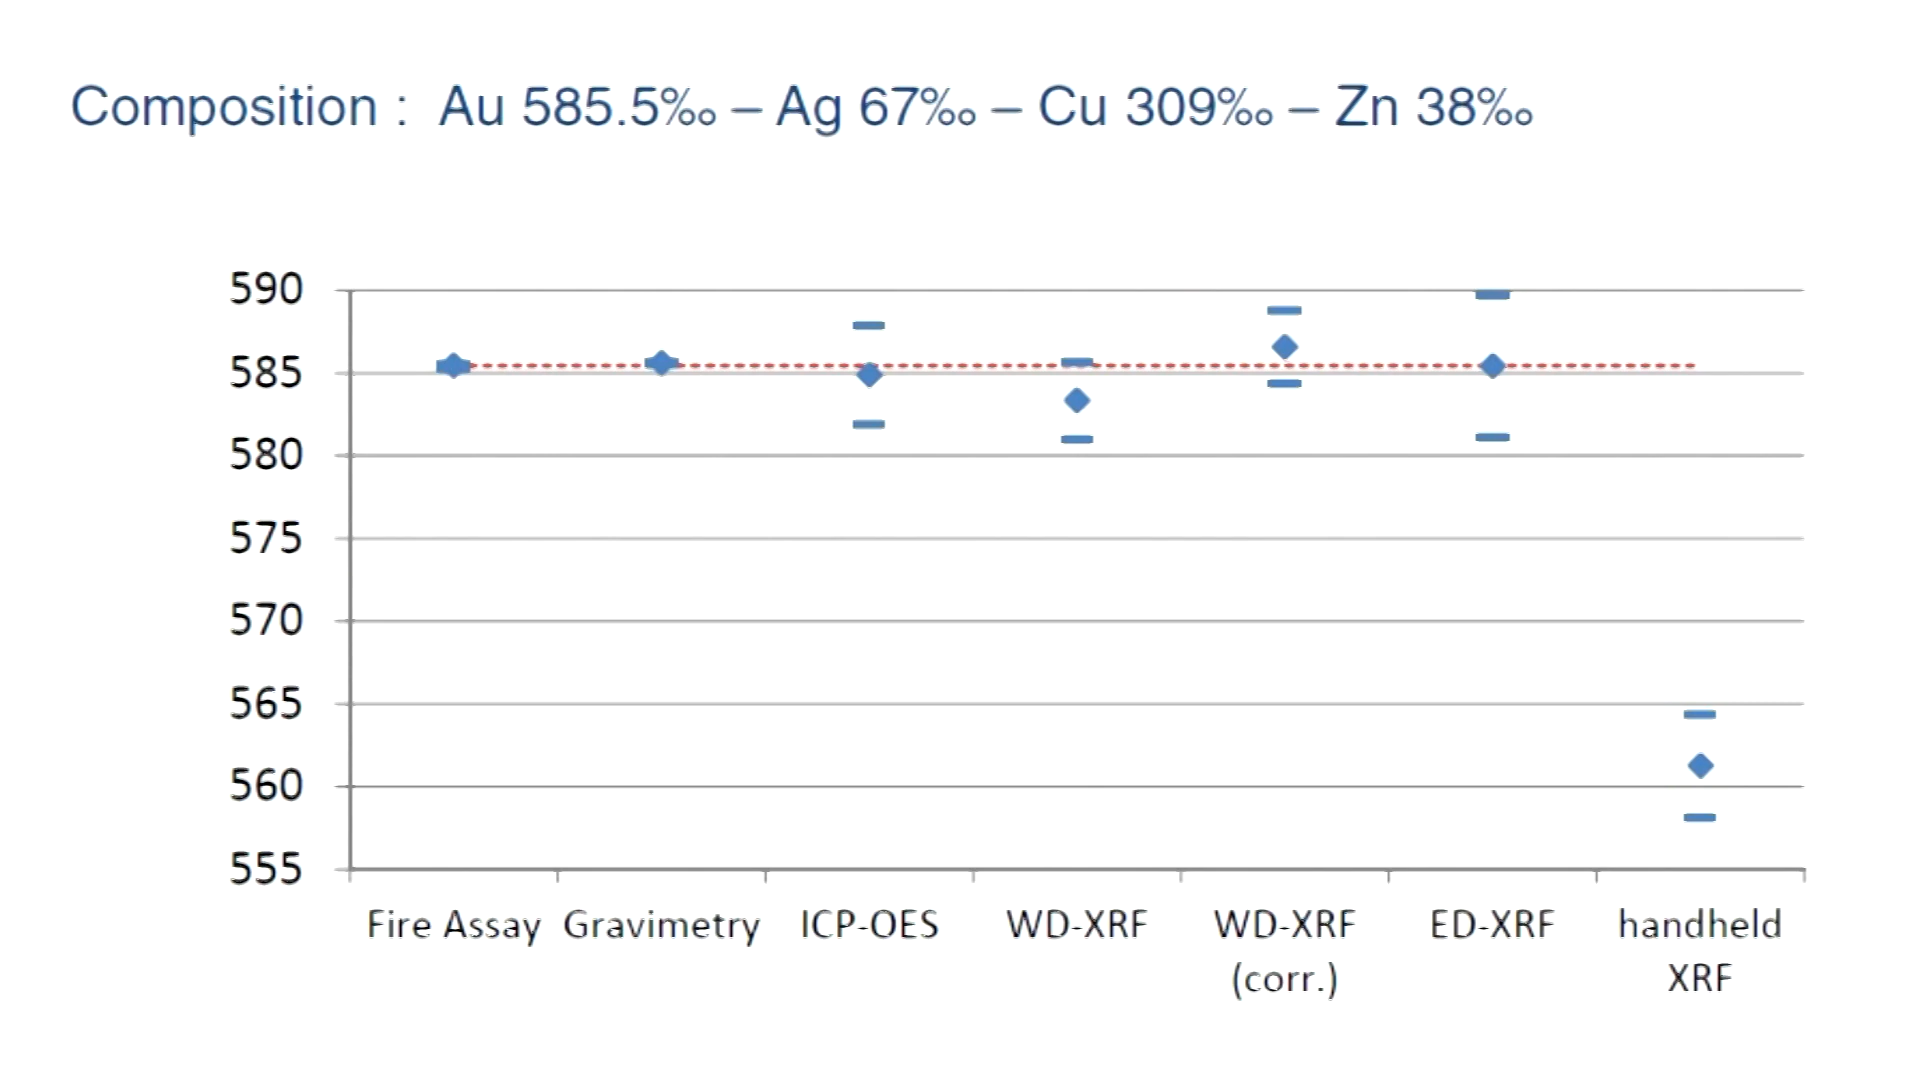 Composition : Au 585.5‰ – Ag 67‰ – Cu 309‰ – Zn 38‰
590
585
580
575
570
565
560
555
Fire Assay Gravimetry ICP-OES WD-XRF WD-XRF ED-XRF handheld
(corr.) XRF